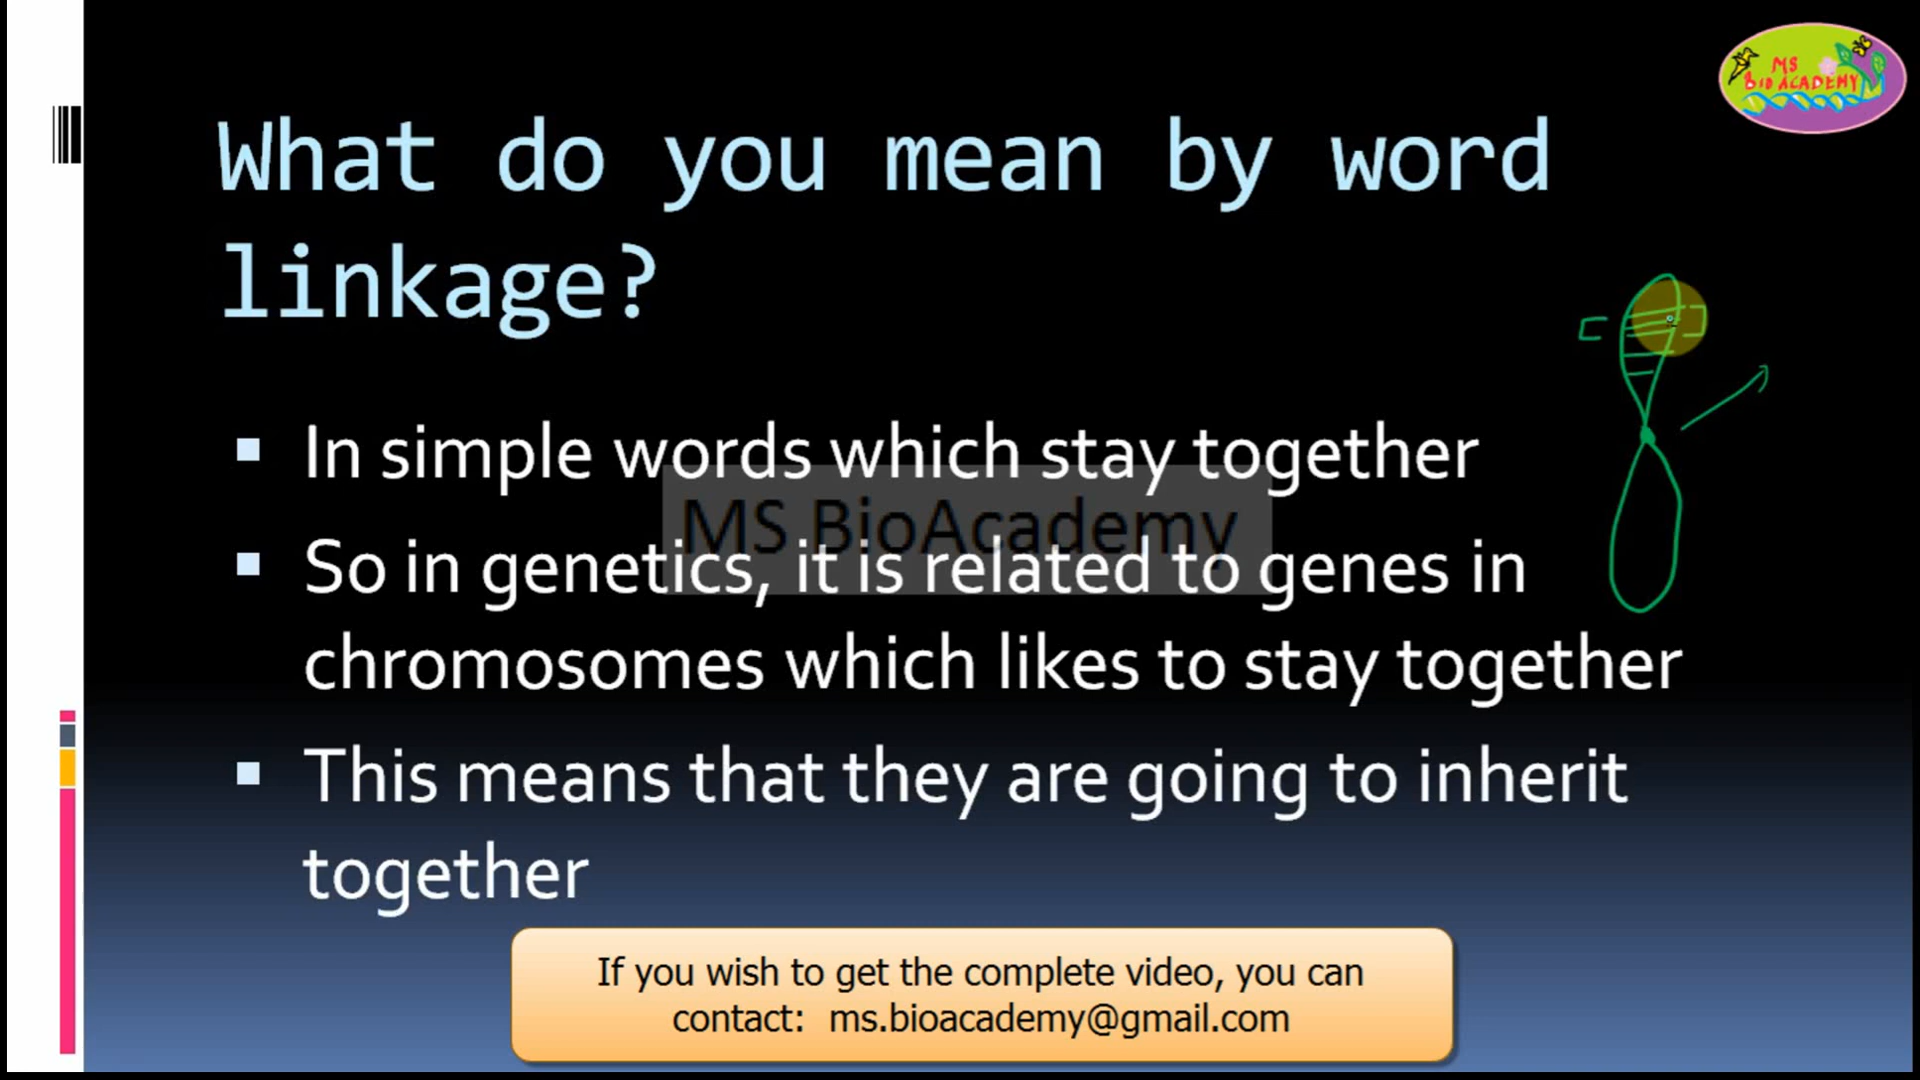 MS
BIO ACADEMY
What do you mean by word
linkage?
In simple words which stay together
MS BioAcademy
So in genetics, it is related to genes in
chromosomes which likes to stay together
This means that they are going to inherit
together
If you wish to get the complete video, you can
contact: ms.bioacademy@gmail.com